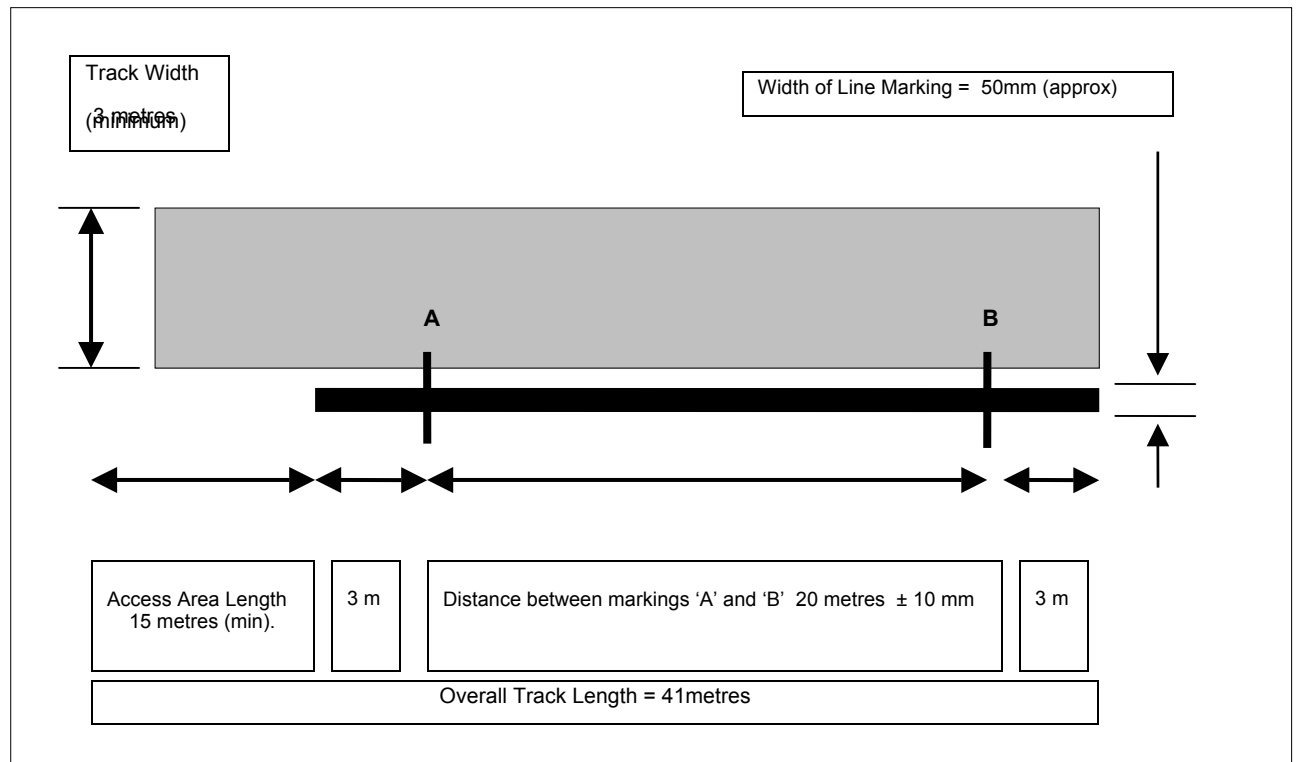 Track Width
3 metres
(minimum)
Width of Line Marking = 50mm (approx)
A
B
Access Area Length
15 metres (min).
3 m
Distance between markings ‘A’ and ‘B’ 20 metres ± 10 mm
3 m
Overall Track Length = 41metres